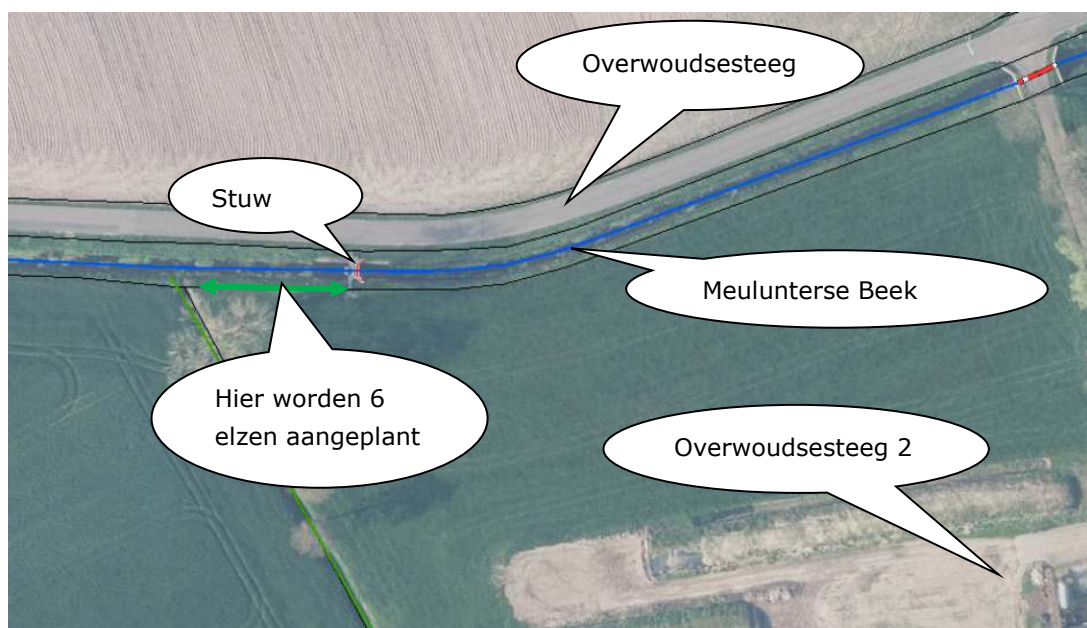 Overwoudsesteeg
Stuw
Meulunterse Beek
Hier worden 6
elzen aangeplant
Overwoudsesteeg 2